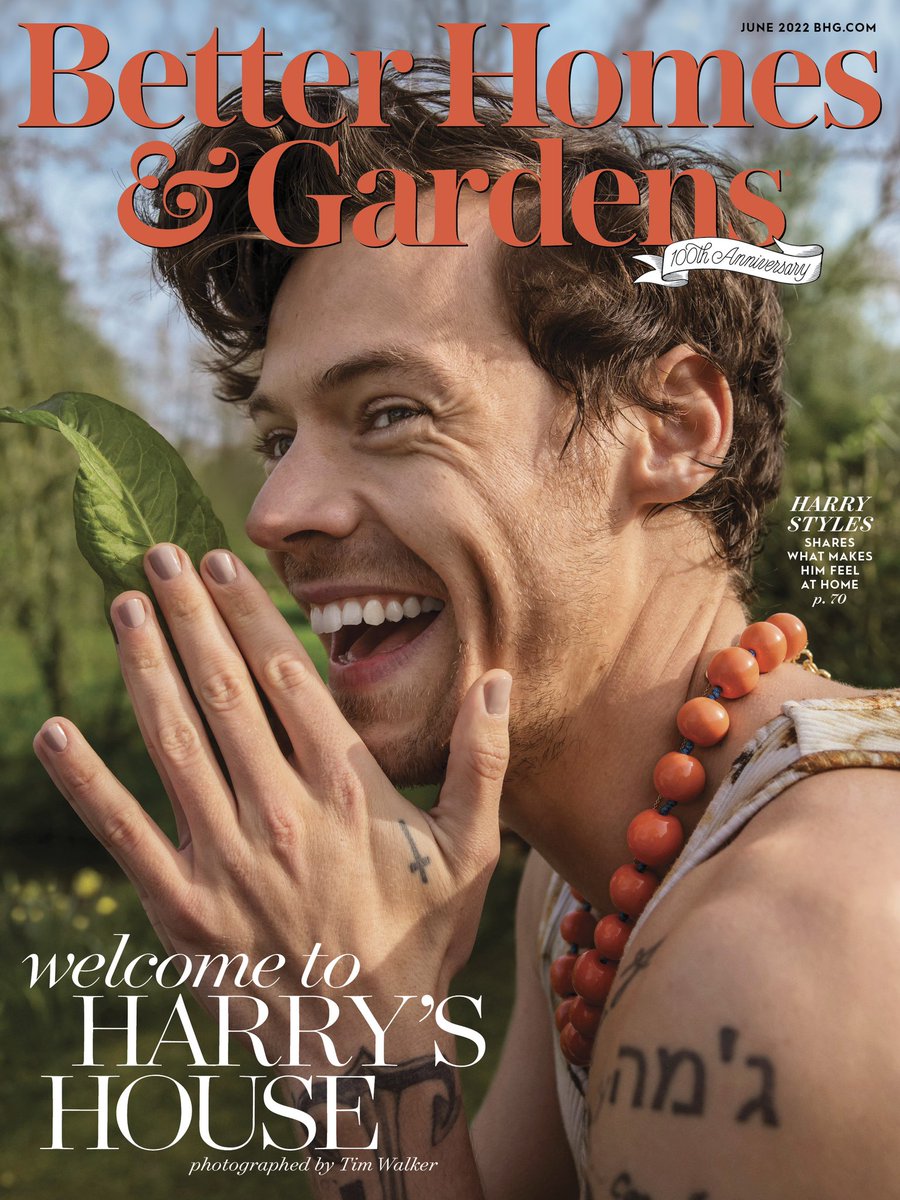 JUNE 2022 BHG.COM
Better Homes
& Gardens
100th Anniversary
HARRY
STYLES
SHARES
WHAT MAKES
HIM FEEL
AT HOME
p. 70
ג'מה
welcome to
HARRY'S
HOUSE
photographed by Tim Walker